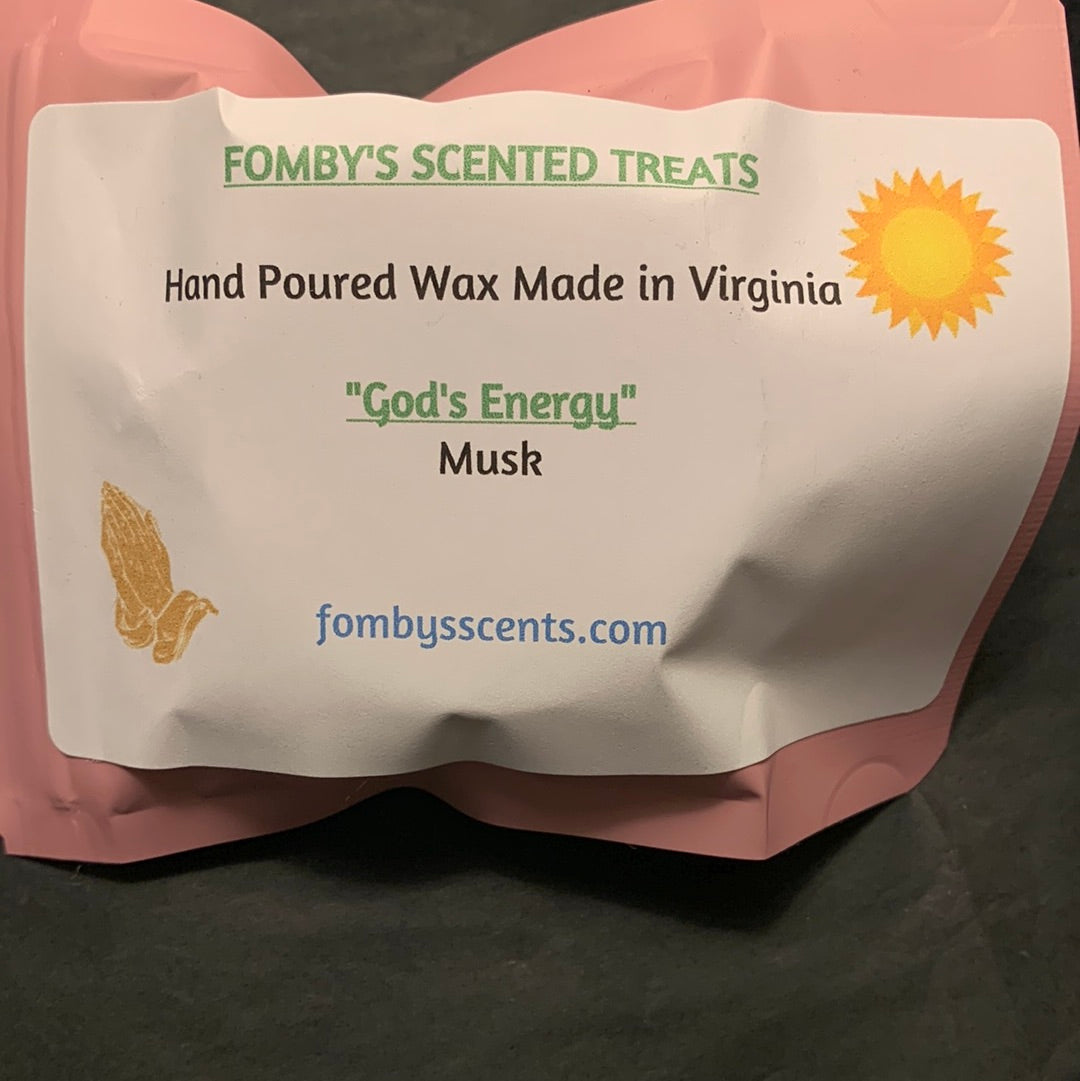 FOMBY'S SCENTED TREATS
Hand Poured Wax Made in Virginia
"God's Energy"
Musk
fombysscents.com